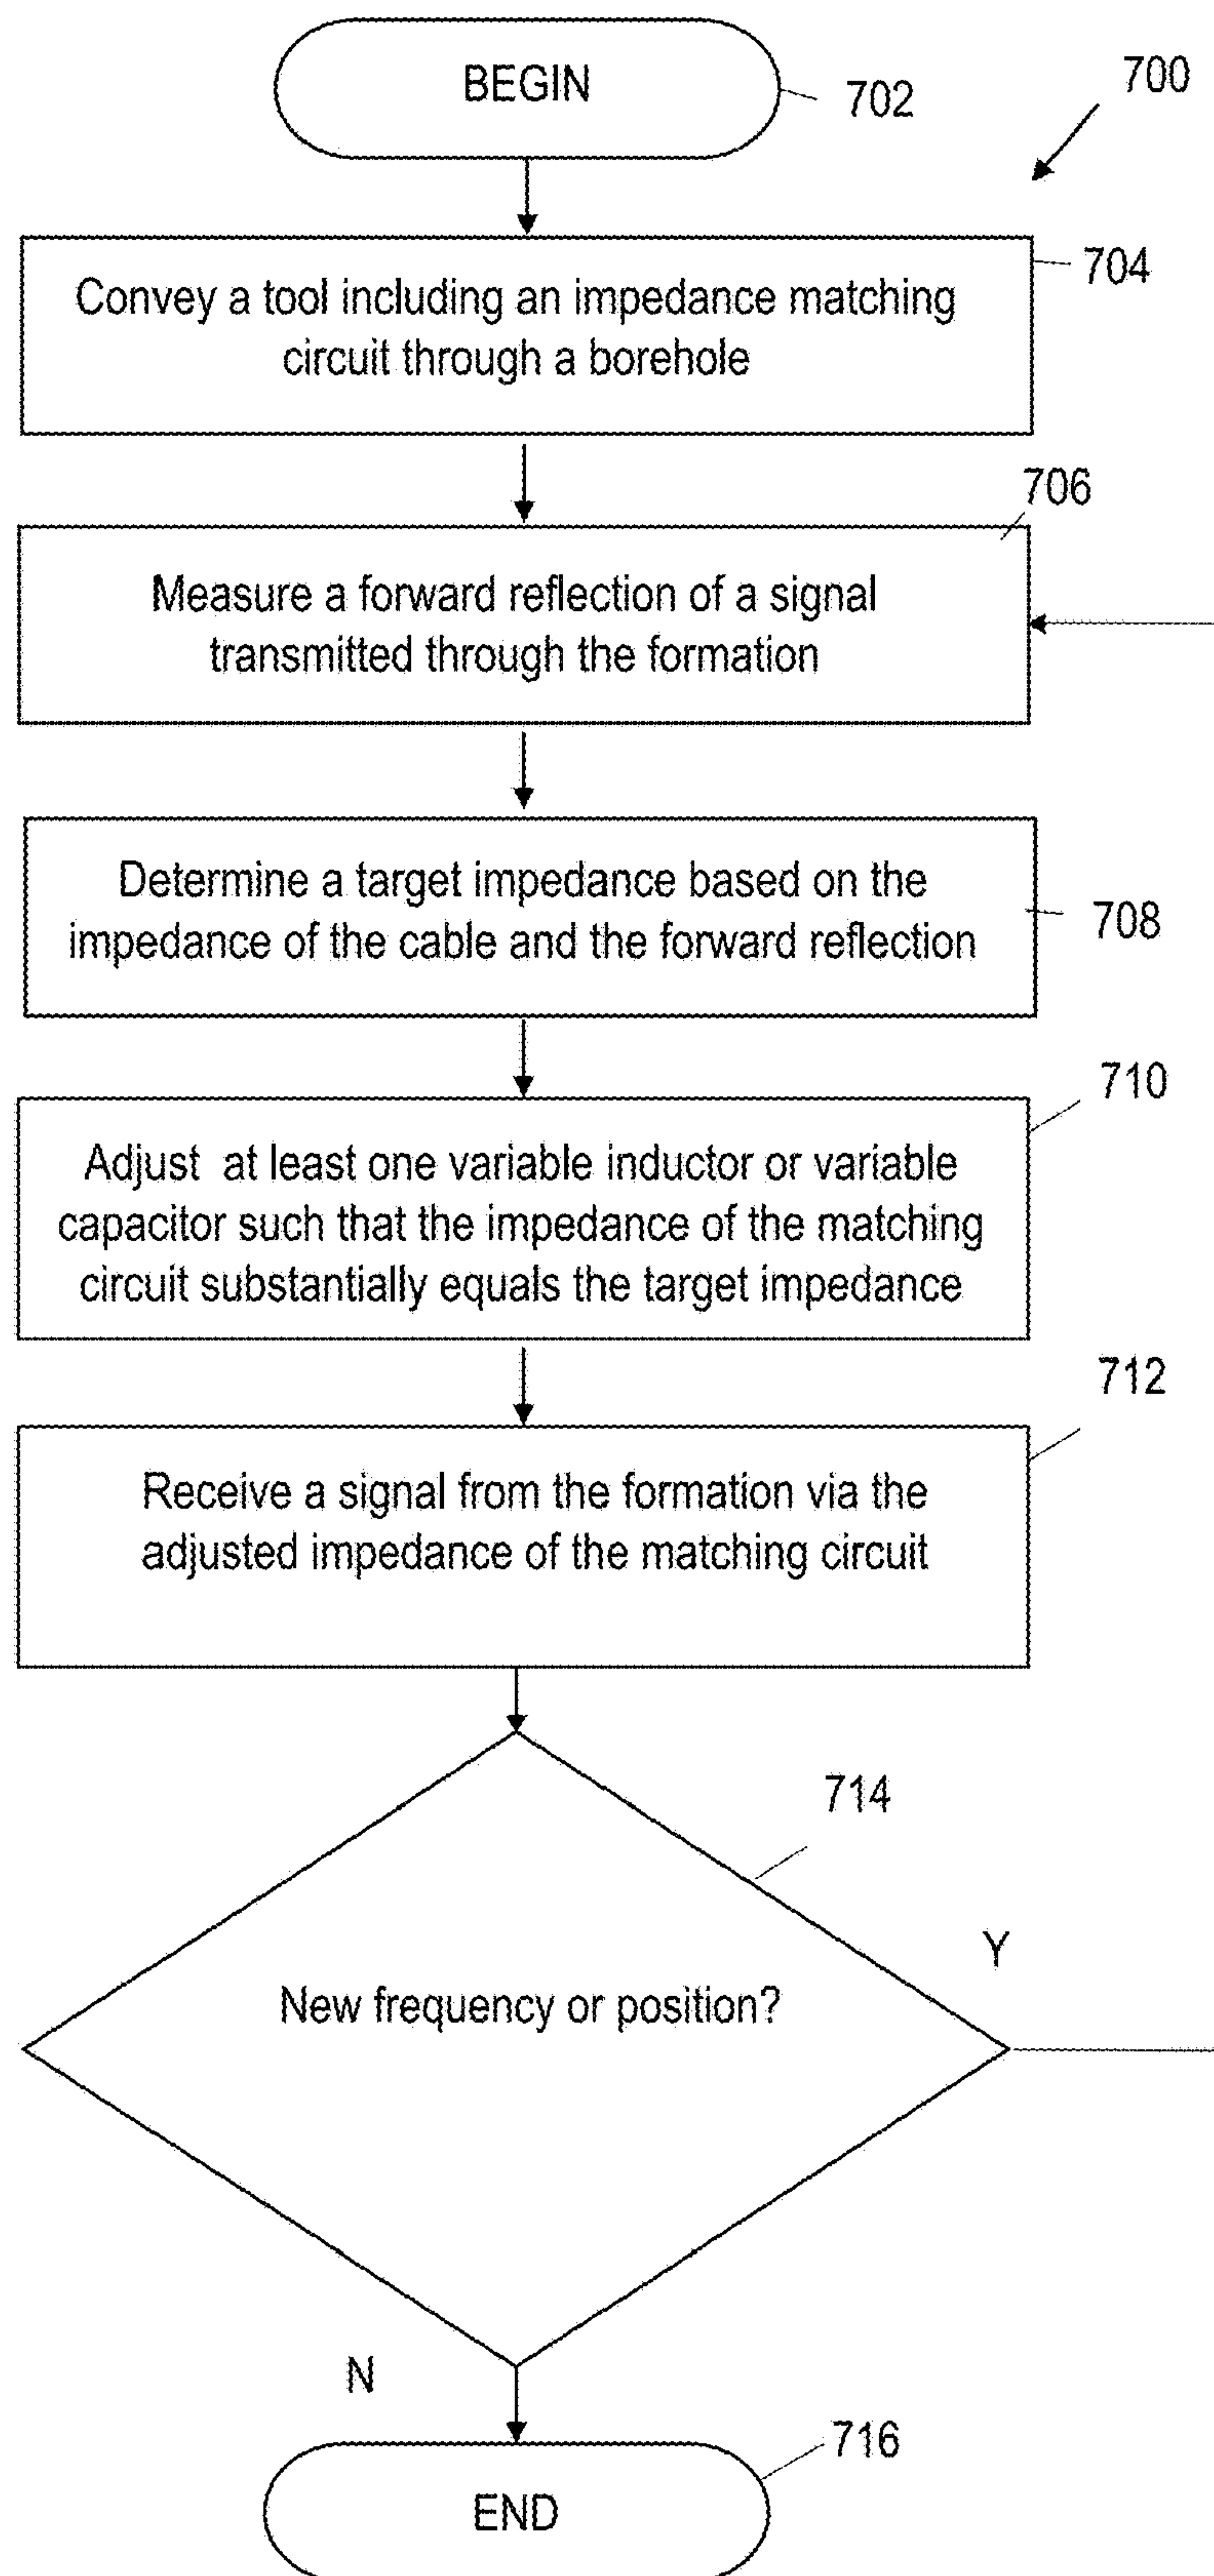 BEGIN
702
700
Convey a tool including an impedance matching
circuit through a borehole
704
706
Measure a forward reflection of a signal
transmitted through the formation
Determine a target impedance based on the
impedance of the cable and the forward reflection
708
710
Adjust at least one variable inductor or variable
capacitor such that the impedance of the matching
circuit substantially equals the target impedance
712
Receive a signal from the formation via the
adjusted impedance of the matching circuit
714
Y
New frequency or position?
N
716
END